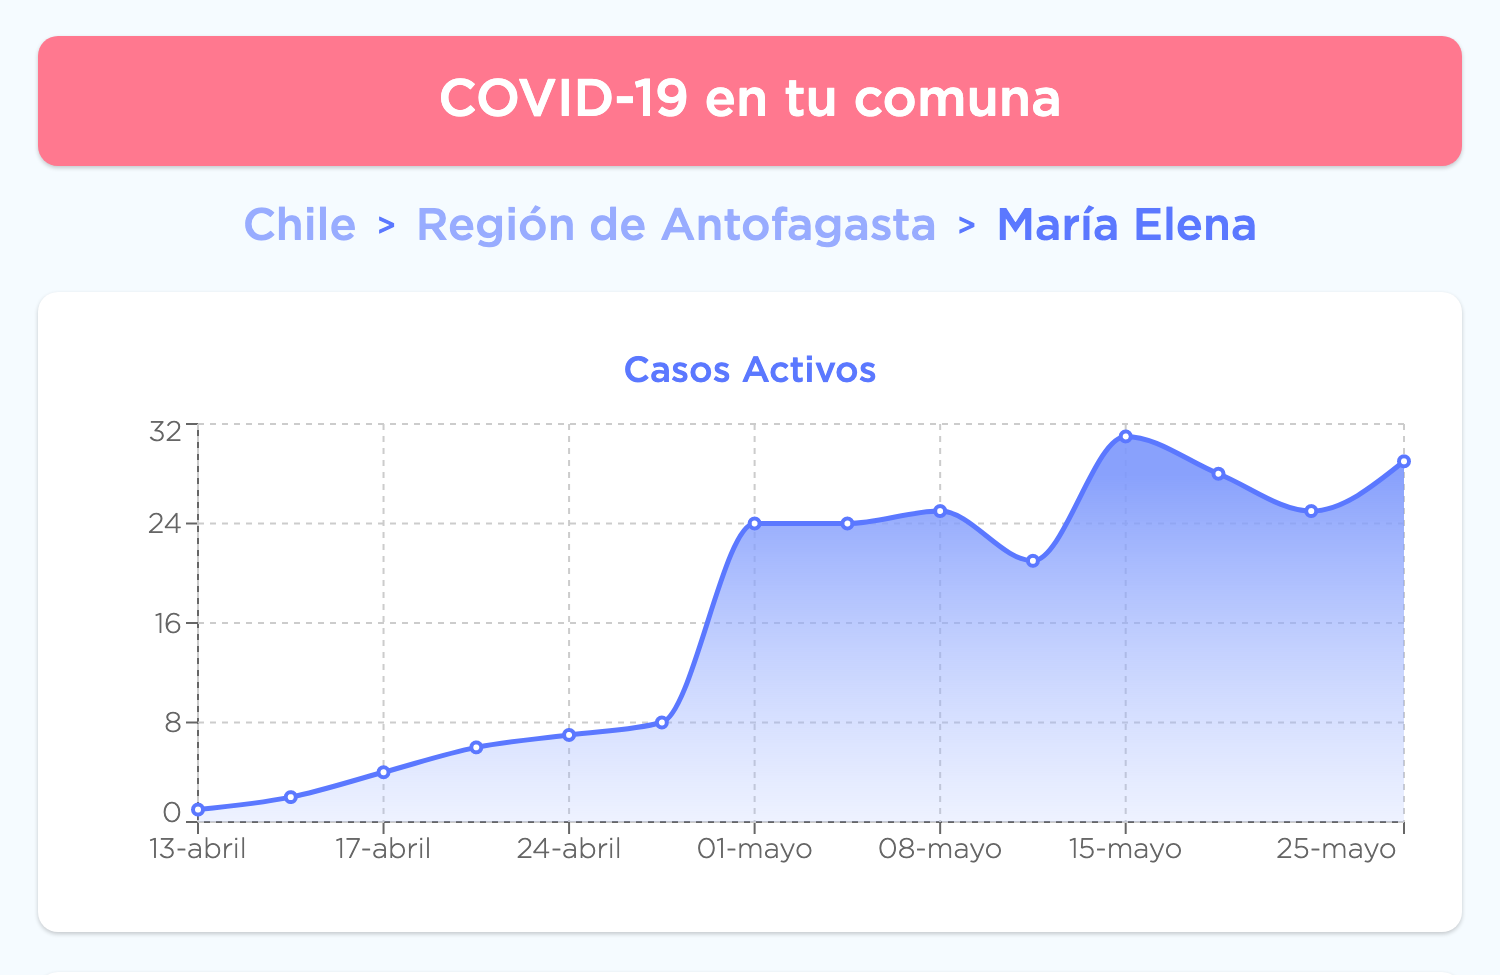 COVID-19 en tu comuna
Chile > Región de Antofagasta > María Elena
Casos Activos
32
24
16
8
0
13-abril 17-abril 24-abril 01-mayo 08-mayo 15-mayo 25-mayo